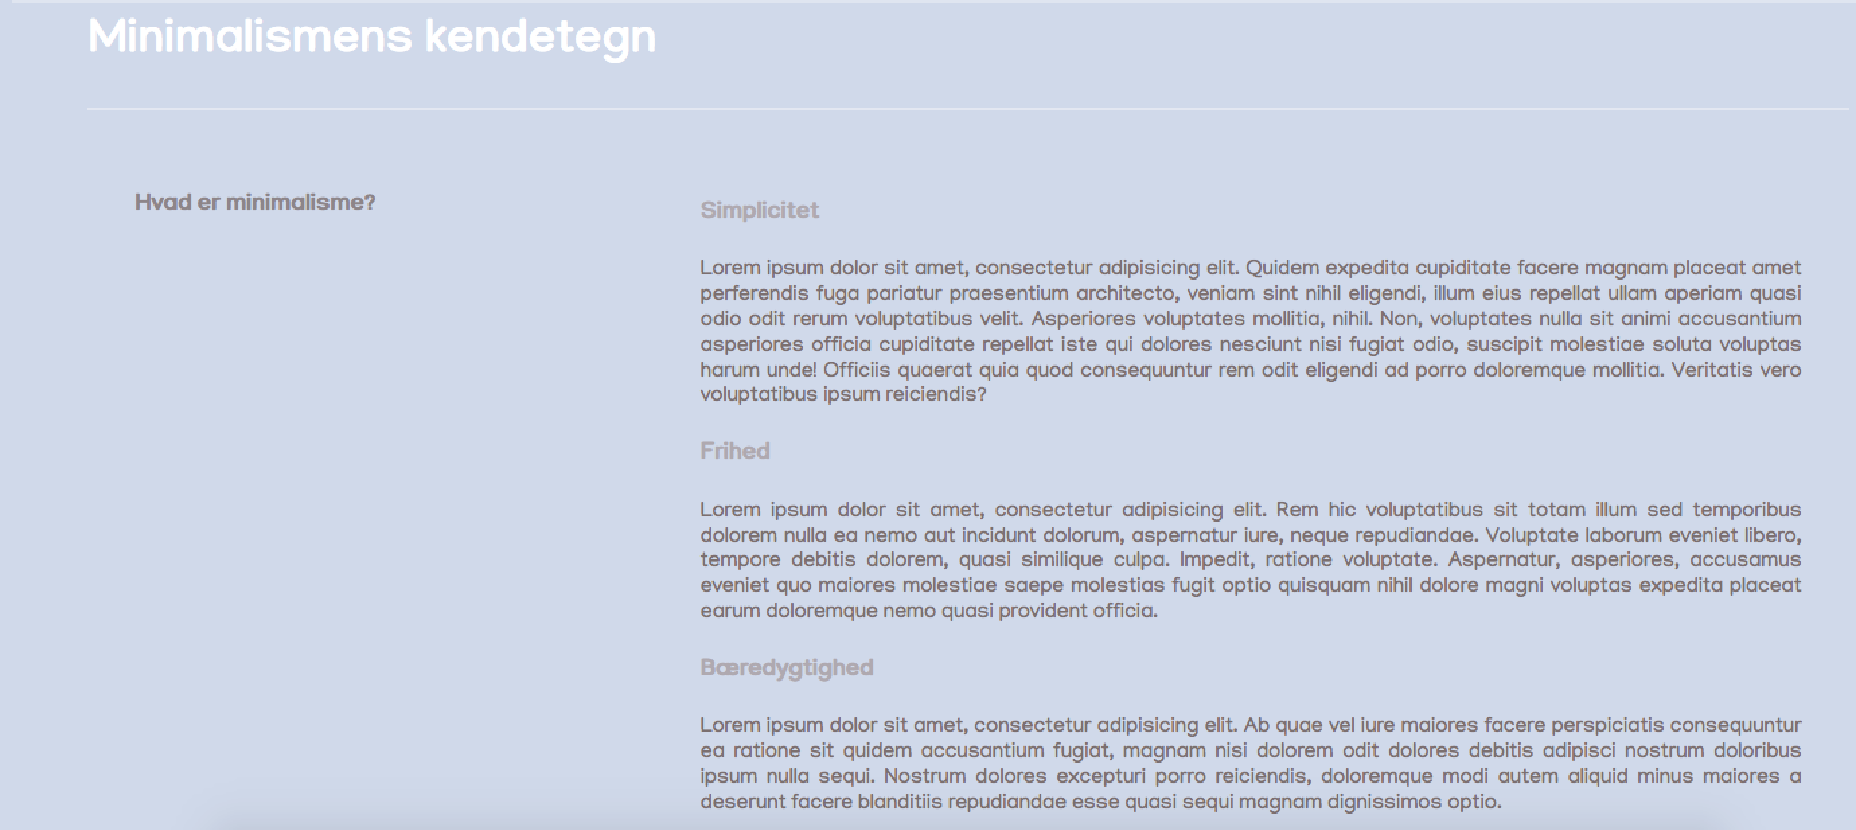 Minimalismens kendetegn
Hvad er minimalisme?
Simplicitet
Lorem ipsum dolor sit amet, consectetur adipisicing elit. Quidem expedita cupiditate facere magnam placeat amet
perferendis fuga pariatur praesentium architecto, veniam sint nihil eligendi, illum eius repellat ullam aperiam quasi
odio odit rerum voluptatibus velit. Asperiores voluptates mollitia, nihil. Non, voluptates nulla sit animi accusantium
asperiores officia cupiditate repellat iste qui dolores nesciunt nisi fugiat odio, suscipit molestiae soluta voluptas
harum unde! Officiis quaerat quia quod consequuntur rem odit eligendi ad porro doloremque mollitia. Veritatis vero
voluptatibus ipsum reiciendis?
Frihed
Lorem ipsum dolor sit amet, consectetur adipisicing elit. Rem hic voluptatibus sit totam illum sed temporibus
dolorem nulla ea nemo aut incidunt dolorum, aspernatur iure, neque repudiandae. Voluptate laborum eveniet libero,
tempore debitis dolorem, quasi similique culpa. Impedit, ratione voluptate. Aspernatur, asperiores, accusamus
eveniet quo maiores molestiae saepe molestias fugit optio quisquam nihil dolore magni voluptas expedita placeat
earum doloremque nemo quasi provident officia.
Bæredygtighed
Lorem ipsum dolor sit amet, consectetur adipisicing elit. Ab quae vel iure maiores facere perspiciatis consequuntur
ea ratione sit quidem accusantium fugiat, magnam nisi dolorem odit dolores debitis adipisci nostrum doloribus
ipsum nulla sequi. Nostrum dolores excepturi porro reiciendis, doloremque modi autem aliquid minus maiores a
deserunt facere blanditiis repudiandae esse quasi sequi magnam dignissimos optio.